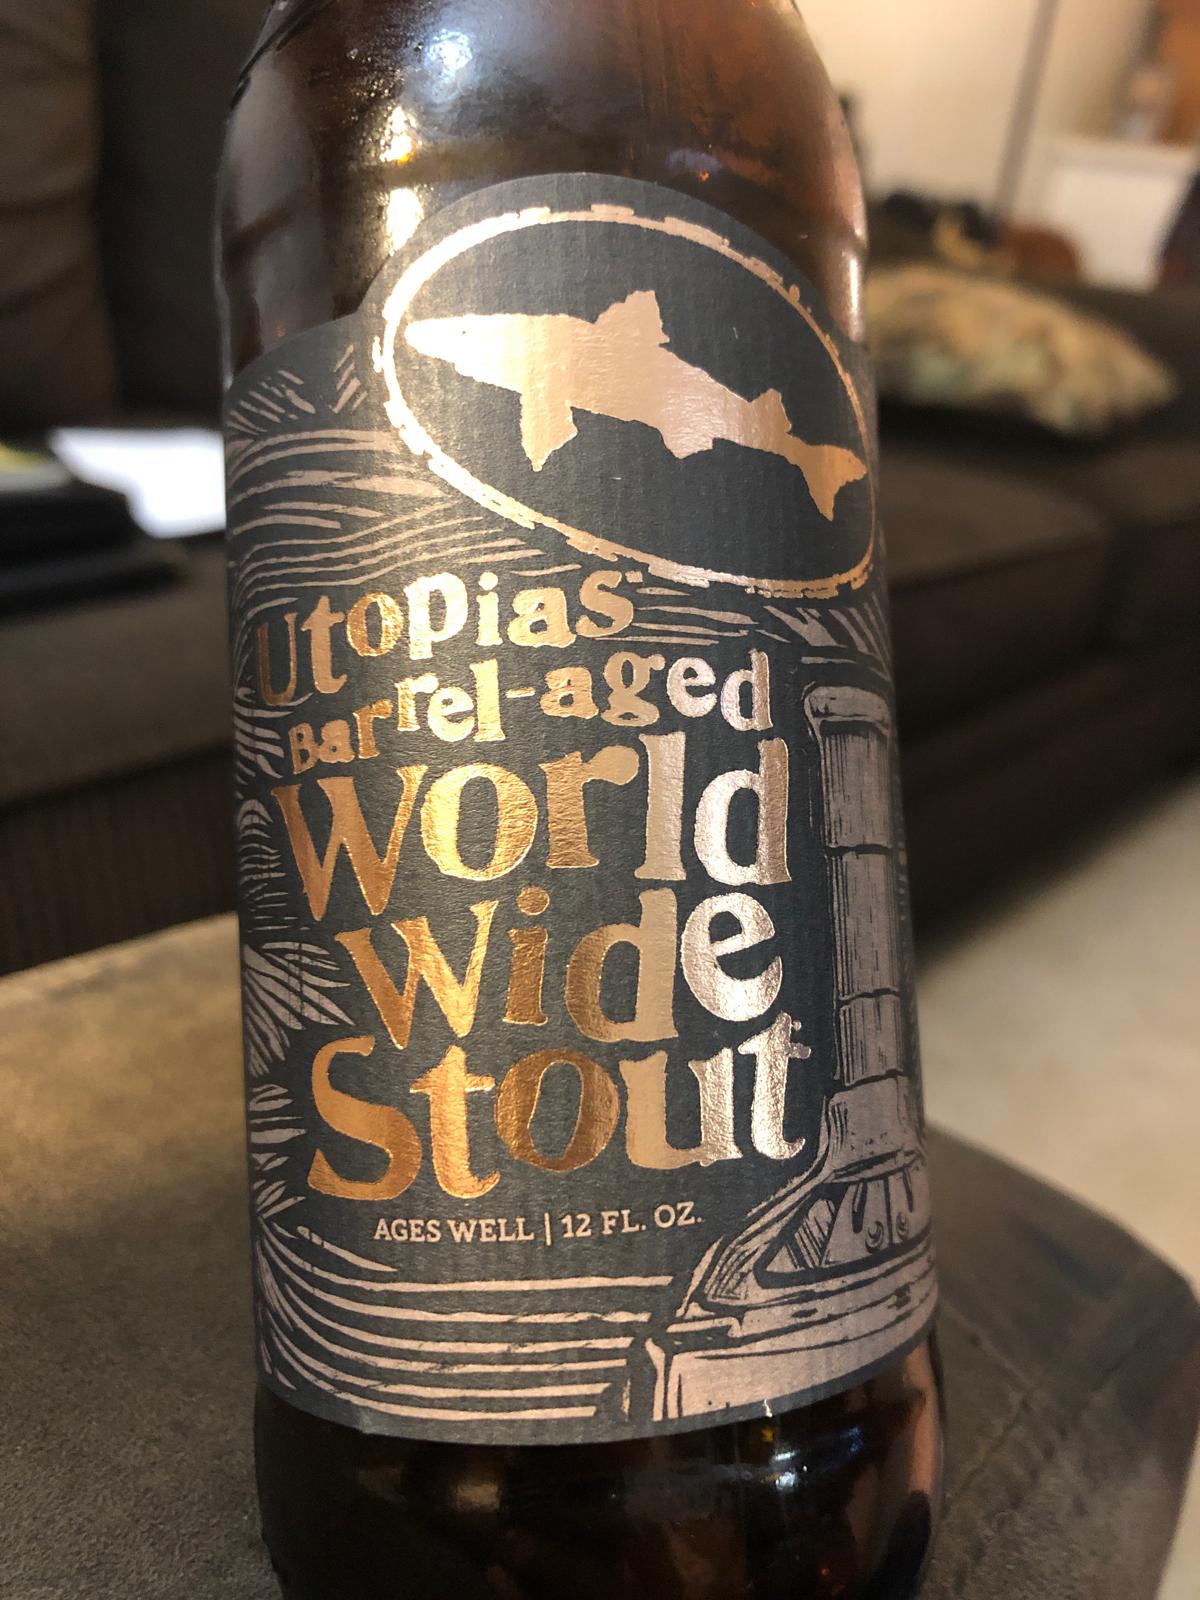 Utopias
Barrel-aged
World
Wide
Stout
AGES WELL | 12 FL. OZ.